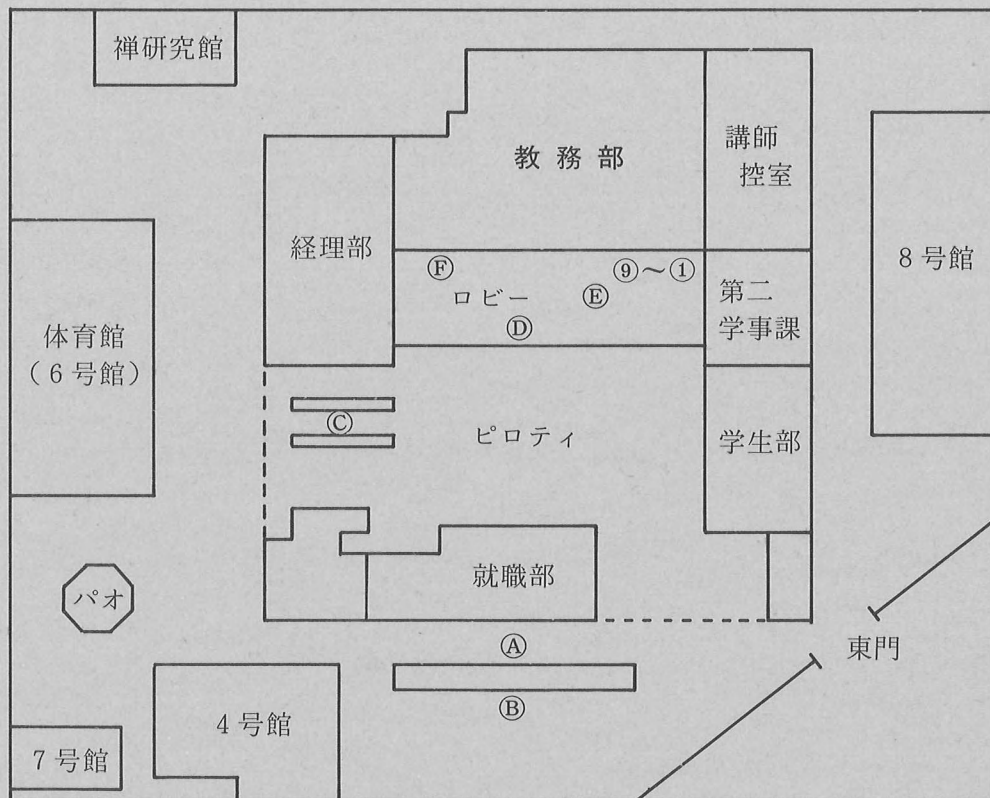 禅研究館
教務部
講師
控室
経理部
8号館
Ⓕ
⑨〜①
ロビー
Ⓔ
第二
学事課
Ⓓ
体育館
(6号館)
Ⓒ
ピロティ
学生部
就職部
パオ
Ⓐ
東門
Ⓑ
4号館
7号館